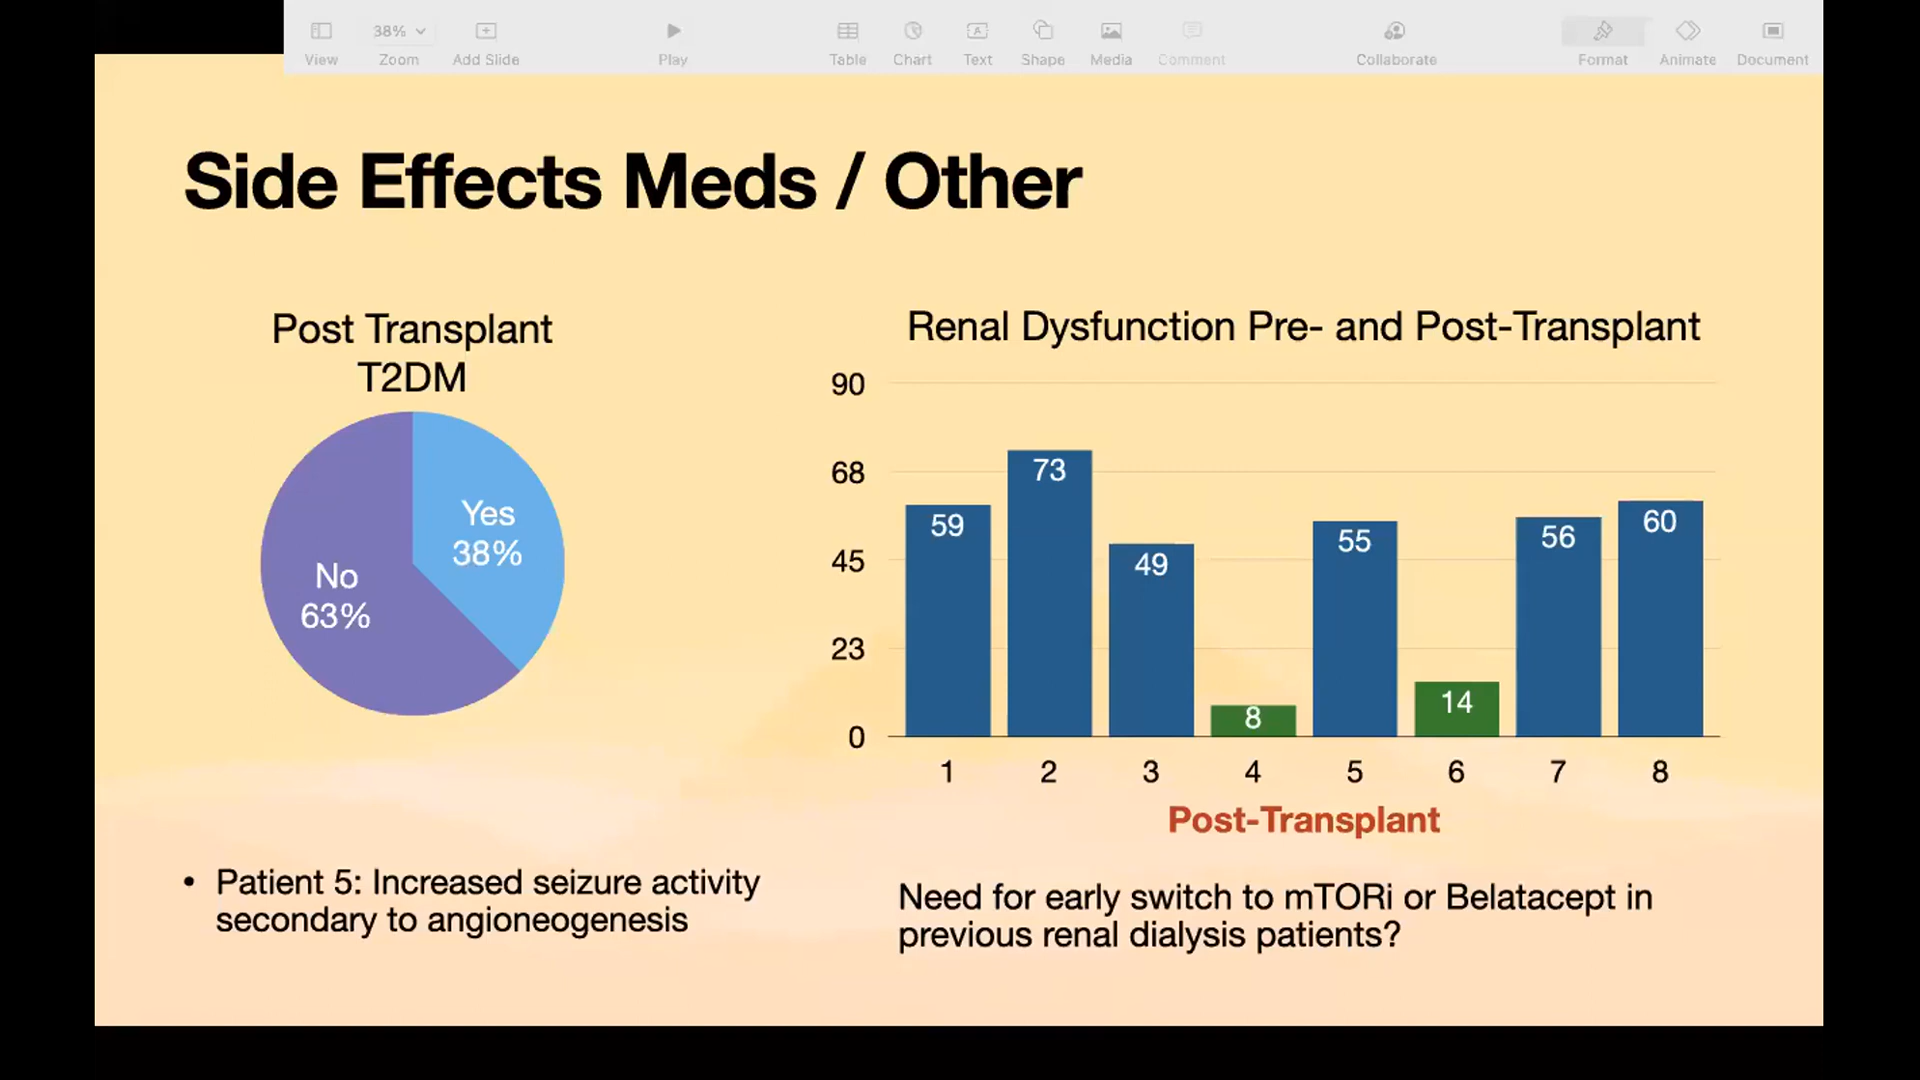 View
38%
Zoom
Add Slide
Play
Table
Chart
Text
Shape
Media
Comment
Collaborate
Format
Animate
Document
Side Effects Meds / Other
Post Transplant
T2DM
Yes
38%
No
63%
Renal Dysfunction Pre- and Post-Transplant
90
68
45
23
0
59
73
49
8
55
14
56
60
1
2
3
4
5
6
7
8
Post-Transplant
• Patient 5: Increased seizure activity
secondary to angioneogenesis
Need for early switch to mTORi or Belatacept in
previous renal dialysis patients?